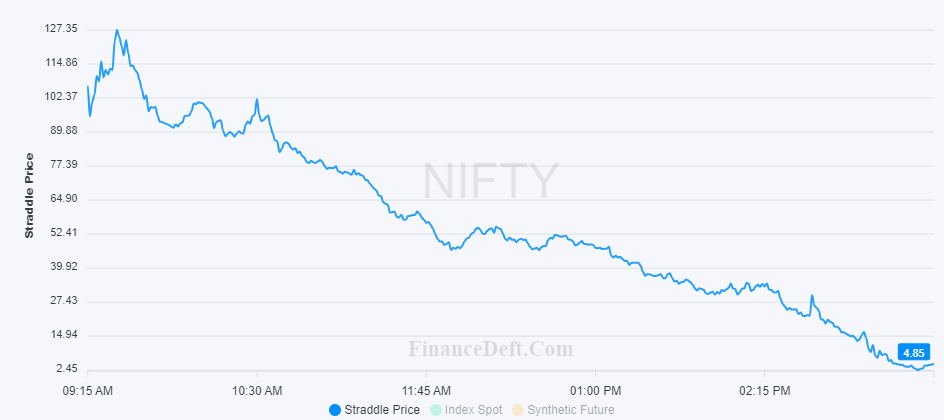 127.35
114.86
102.37
89.88
77.39
64.90
52.41
39.92
27.43
14.94
2.45
Straddle Price
NIFTY
FinanceDeft.Com
4.85
09:15 AM 10:30 AM 11:45 AM 01:00 PM 02:15 PM
Straddle Price Index Spot Synthetic Future